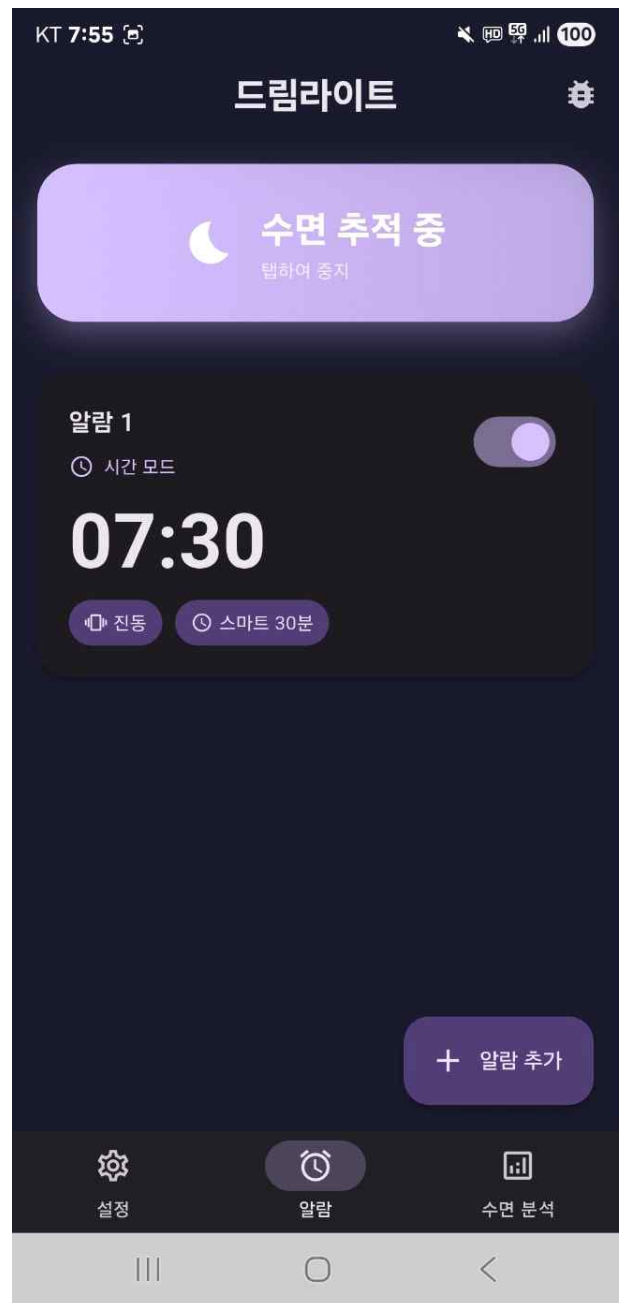 KT 7:55 HD 5G 100
드림라이트
수면 추적 중
탭하여 중지
알람 1
시간 모드
07:30
진동 스마트 30분
+ 알람 추가
설정 알람 수면 분석